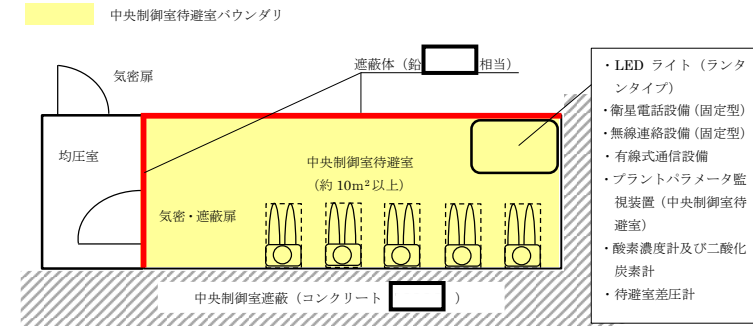 中央制御室待避室バウンダリ
遮蔽体（鉛 相当）
気密扉
均圧室
中央制御室待避室
（約 10m²以上）
気密・遮蔽扉
中央制御室遮蔽（コンクリート ）
・LED ライト（ランタ
ンタイプ）
・衛星電話設備（固定型）
・無線連絡設備（固定型）
・有線式通信設備
・プラントパラメータ監
視装置（中央制御室待
避室）
・酸素濃度計及び二酸化
炭素計
・待避室差圧計